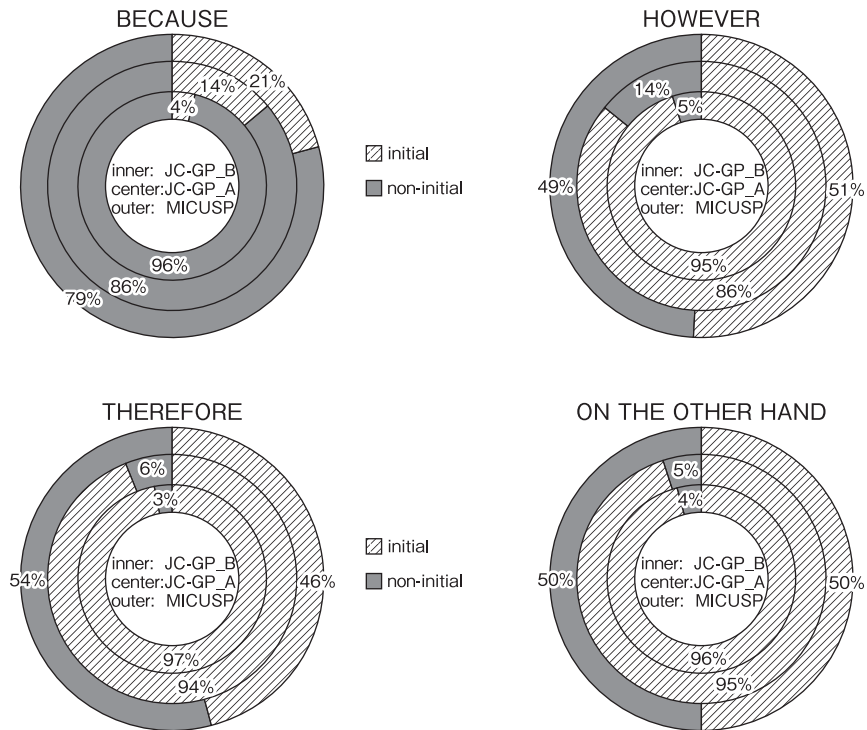 BECAUSE
4%
14%
21%
inner: JC-GP_B
center:JC-GP_A
outer: MICUSP
96%
86%
79%
initial
non-initial
HOWEVER
14%
5%
49%
51%
inner: JC-GP_B
center:JC-GP_A
outer: MICUSP
95%
86%
THEREFORE
6%
3%
54%
46%
inner: JC-GP_B
center:JC-GP_A
outer: MICUSP
97%
94%
initial
non-initial
ON THE OTHER HAND
5%
4%
50%
50%
inner: JC-GP_B
center:JC-GP_A
outer: MICUSP
96%
95%